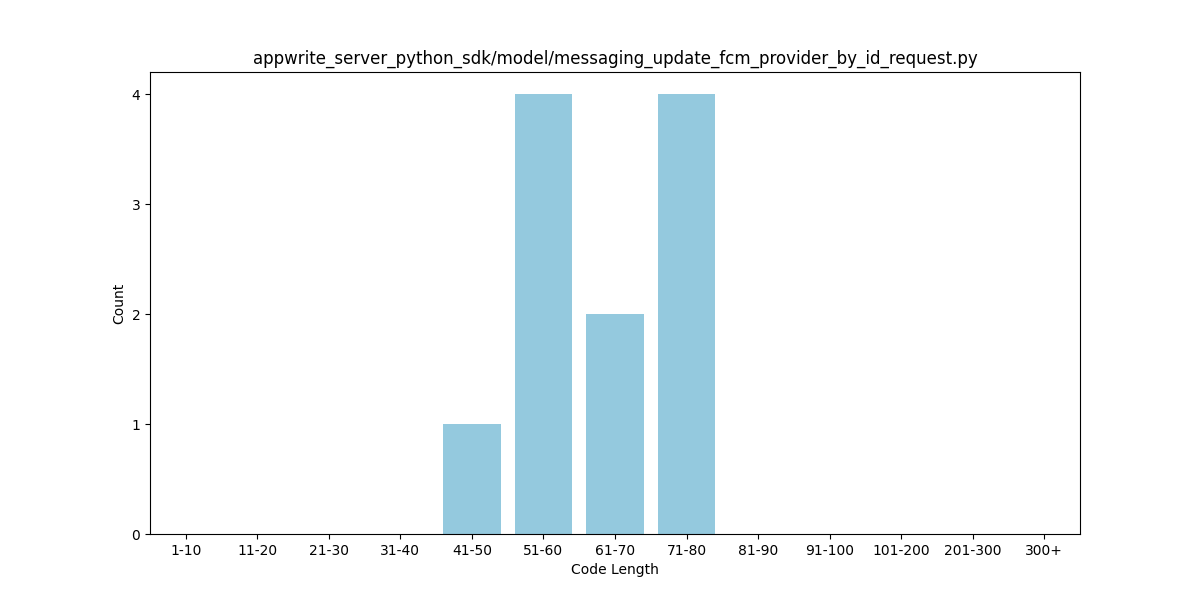 appwrite_server_python_sdk/model/messaging_update_fcm_provider_by_id_request.py
4
3
2
1
0
Count
1-10 11-20 21-30 31-40 41-50 51-60 61-70 71-80 81-90 91-100 101-200 201-300 300+
Code Length